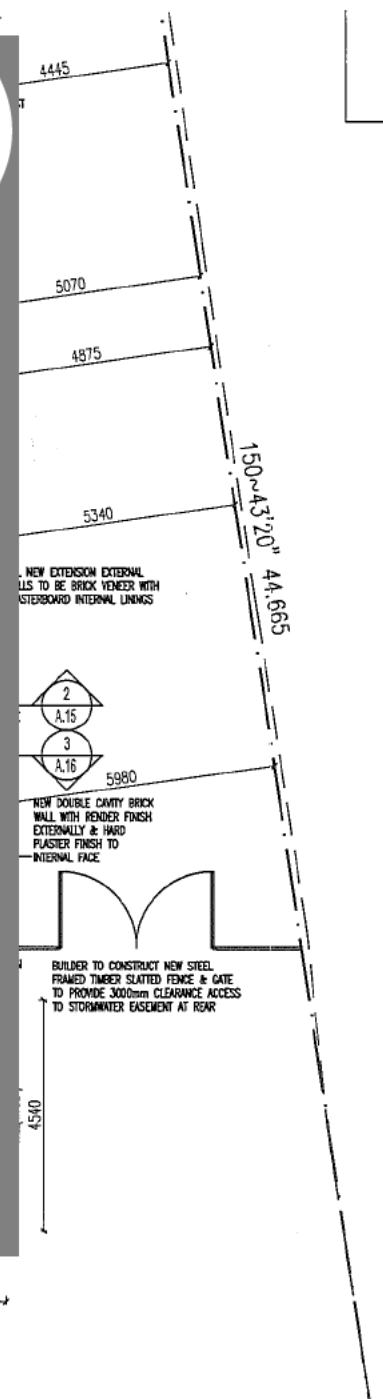 4445
5070
4875
5340
150~43'20" 44.665
NEW EXTENSION EXTERNAL
TO BE BRICK VENEER WITH
INTERNAL LININGS
2
A.15
3
A.16
5980
NEW DOUBLE CAVITY BRICK
WALL WITH RENDER FINISH
EXTERNALLY & HARD
PLASTER FINISH TO
INTERNAL FACE
BUILDER TO CONSTRUCT NEW STEEL
FRAMED TIMBER SLATTED FENCE & GATE
TO PROVIDE 3000mm CLEARANCE ACCESS
TO STORMWATER EASEMENT AT REAR
4540